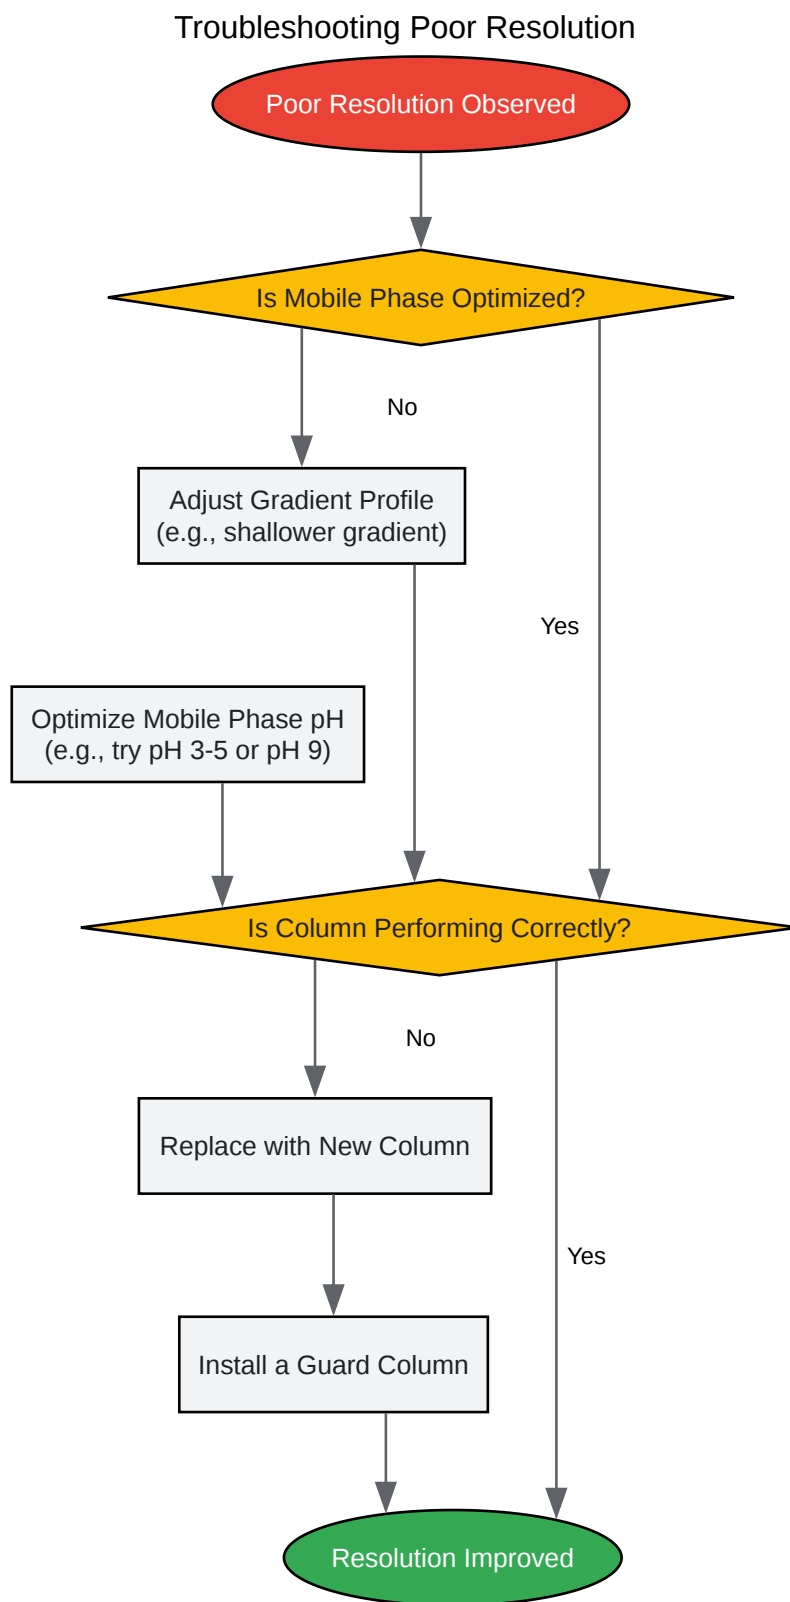 Troubleshooting Poor Resolution
Poor Resolution Observed
Is Mobile Phase Optimized?
No
Adjust Gradient Profile
(e.g., shallower gradient)
Yes
Optimize Mobile Phase pH
(e.g., try pH 3-5 or pH 9)
Is Column Performing Correctly?
No
Replace with New Column
Yes
Install a Guard Column
Resolution Improved